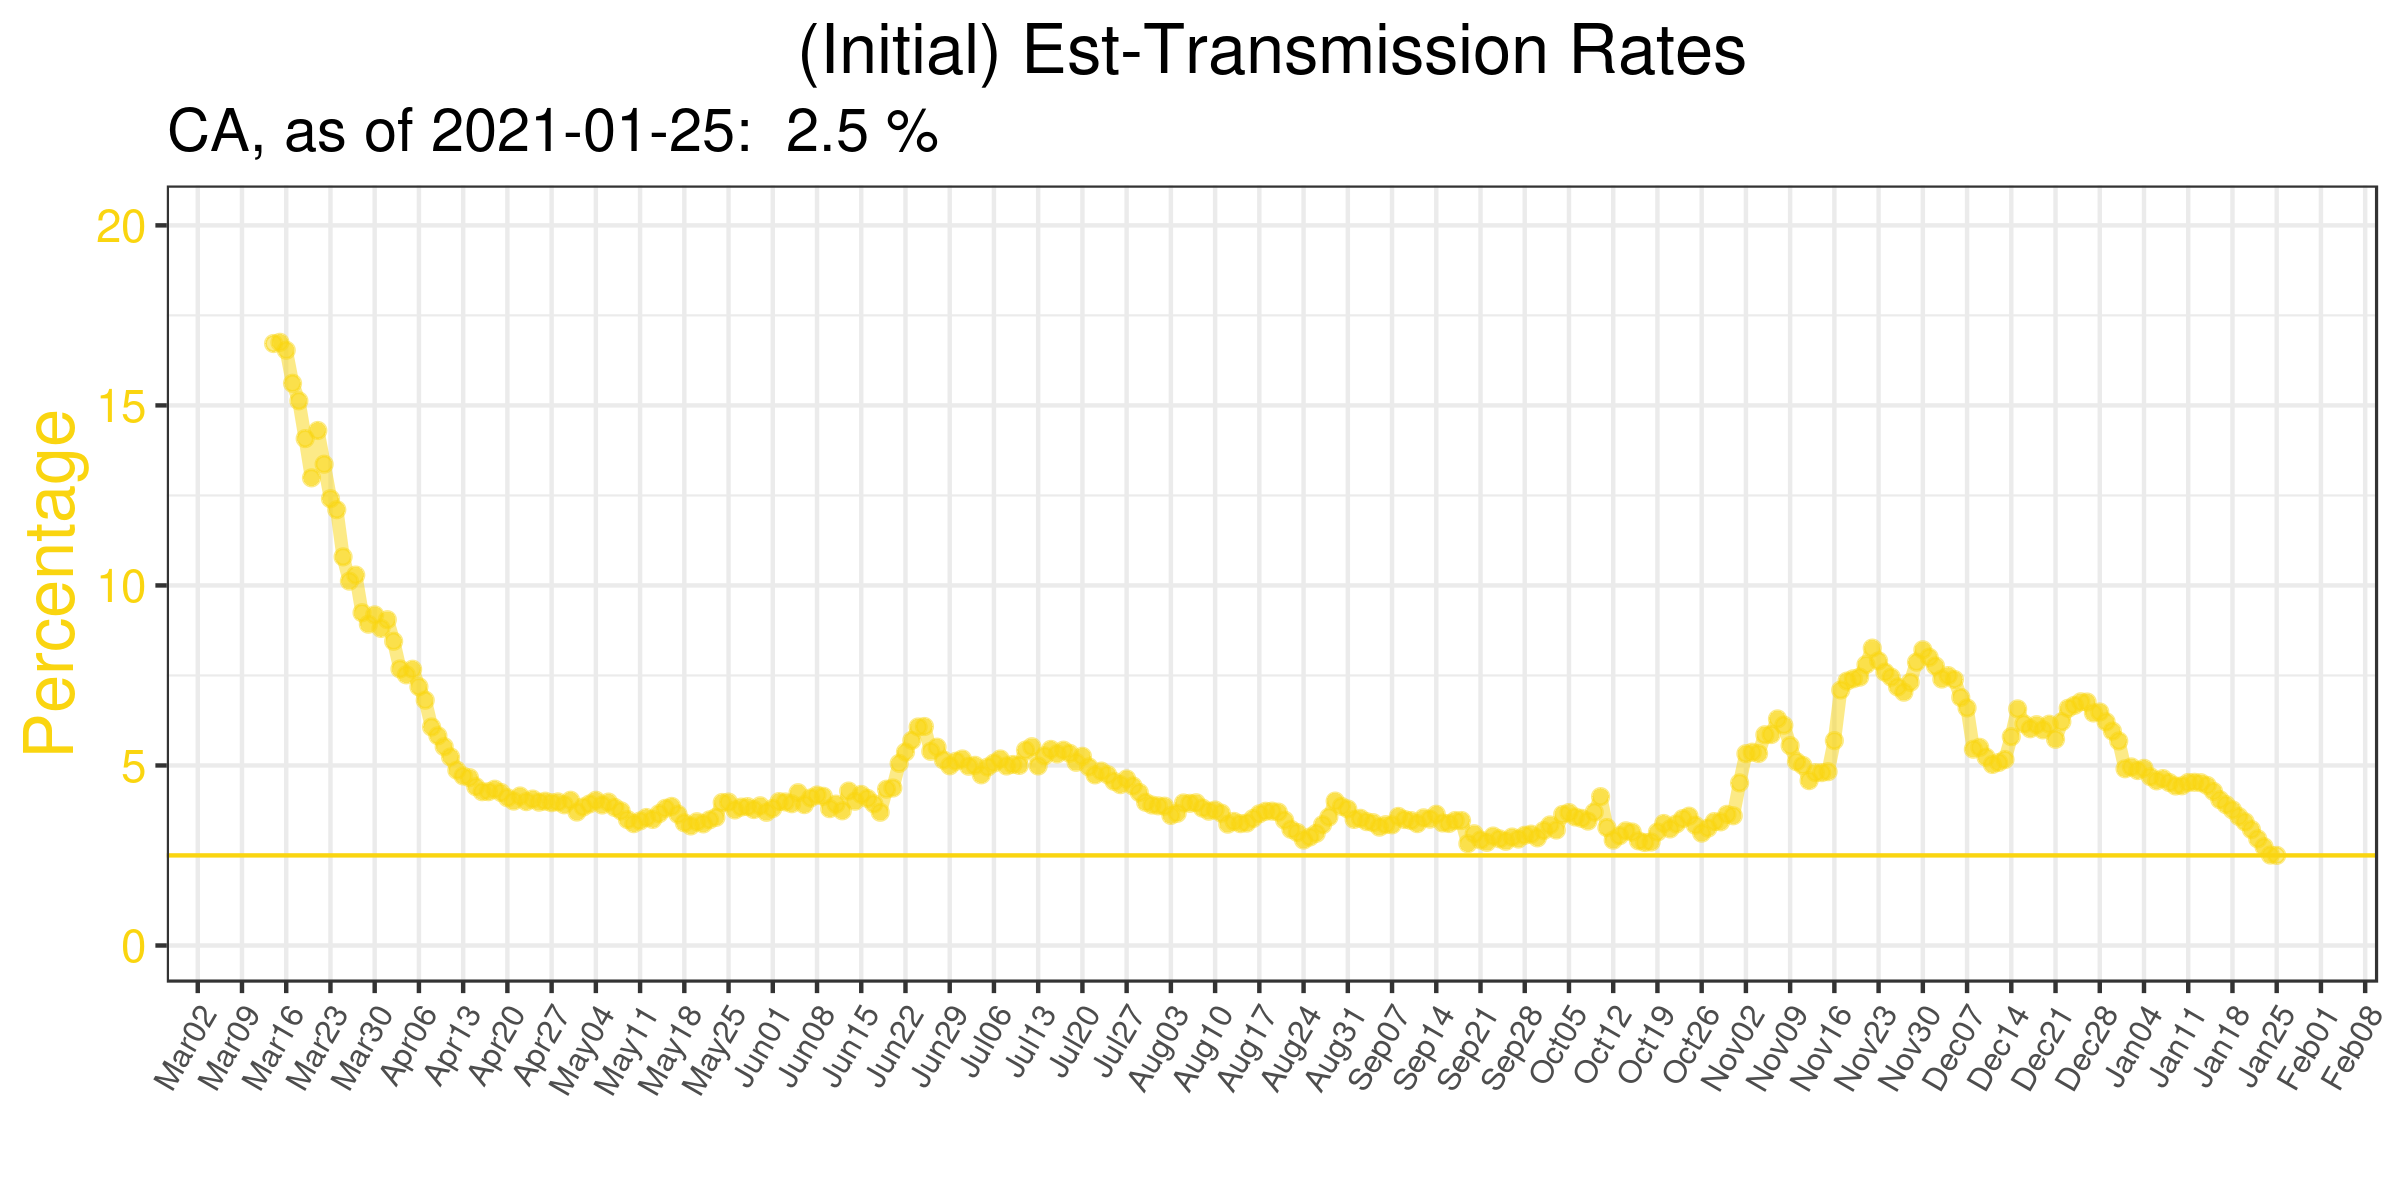 (Initial) Est-Transmission Rates
CA, as of 2021-01-25:  2.5 %
Percentage
20
15
10
5
0
Mar02
Mar09
Mar16
Mar23
Mar30
Apr06
Apr13
Apr20
Apr27
May04
May11
May18
May25
Jun01
Jun08
Jun15
Jun22
Jun29
Jul06
Jul13
Jul20
Jul27
Aug03
Aug10
Aug17
Aug24
Aug31
Sep07
Sep14
Sep21
Sep28
Oct05
Oct12
Oct19
Oct26
Nov02
Nov09
Nov16
Nov23
Nov30
Dec07
Dec14
Dec21
Dec28
Jan04
Jan11
Jan18
Jan25
Feb01
Feb08